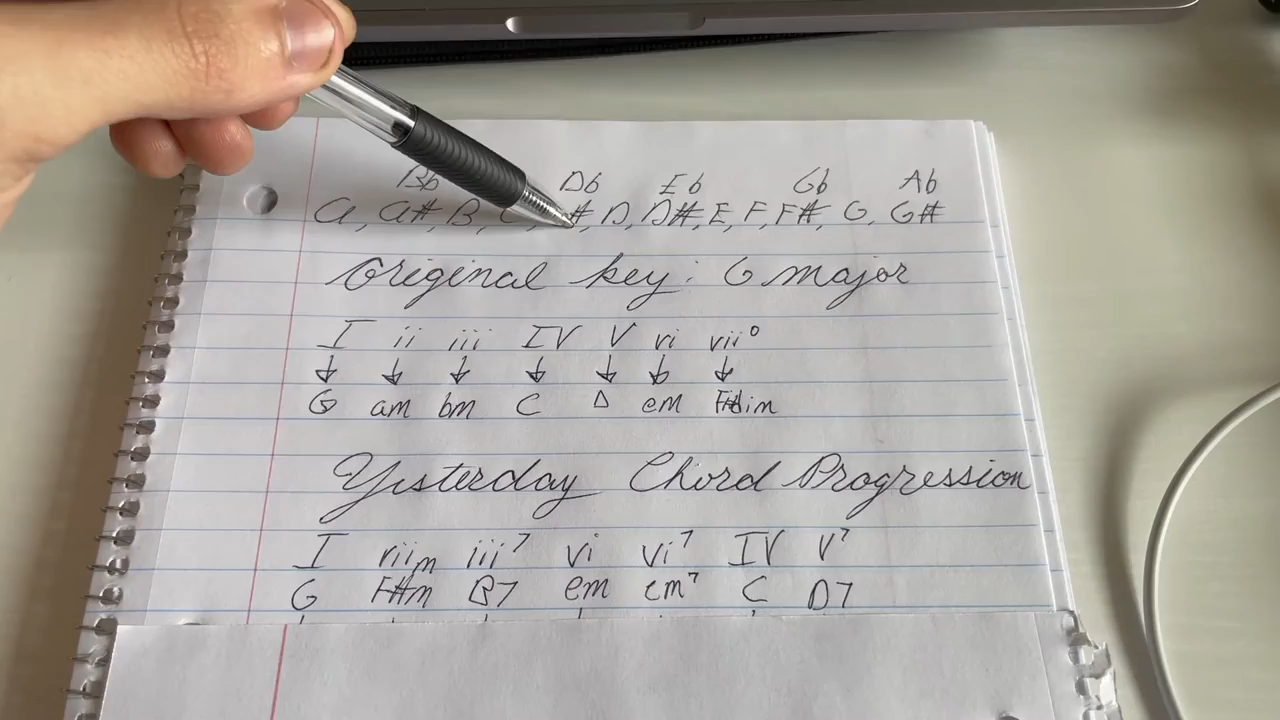 Bb Db Eb Gb Ab
A, A#, B, C, #, D, D#, E, F, F#, G, G#
Original key: G major
I ii iii IV V vi vii°
↓ ↓ ↓ ↓ ↓ ↓ ↓
G am bm C D em F#dim
Yesterday Chord Progression
I viim iii7 vi vi7 IV V7
G F#m B7 em em7 C D7